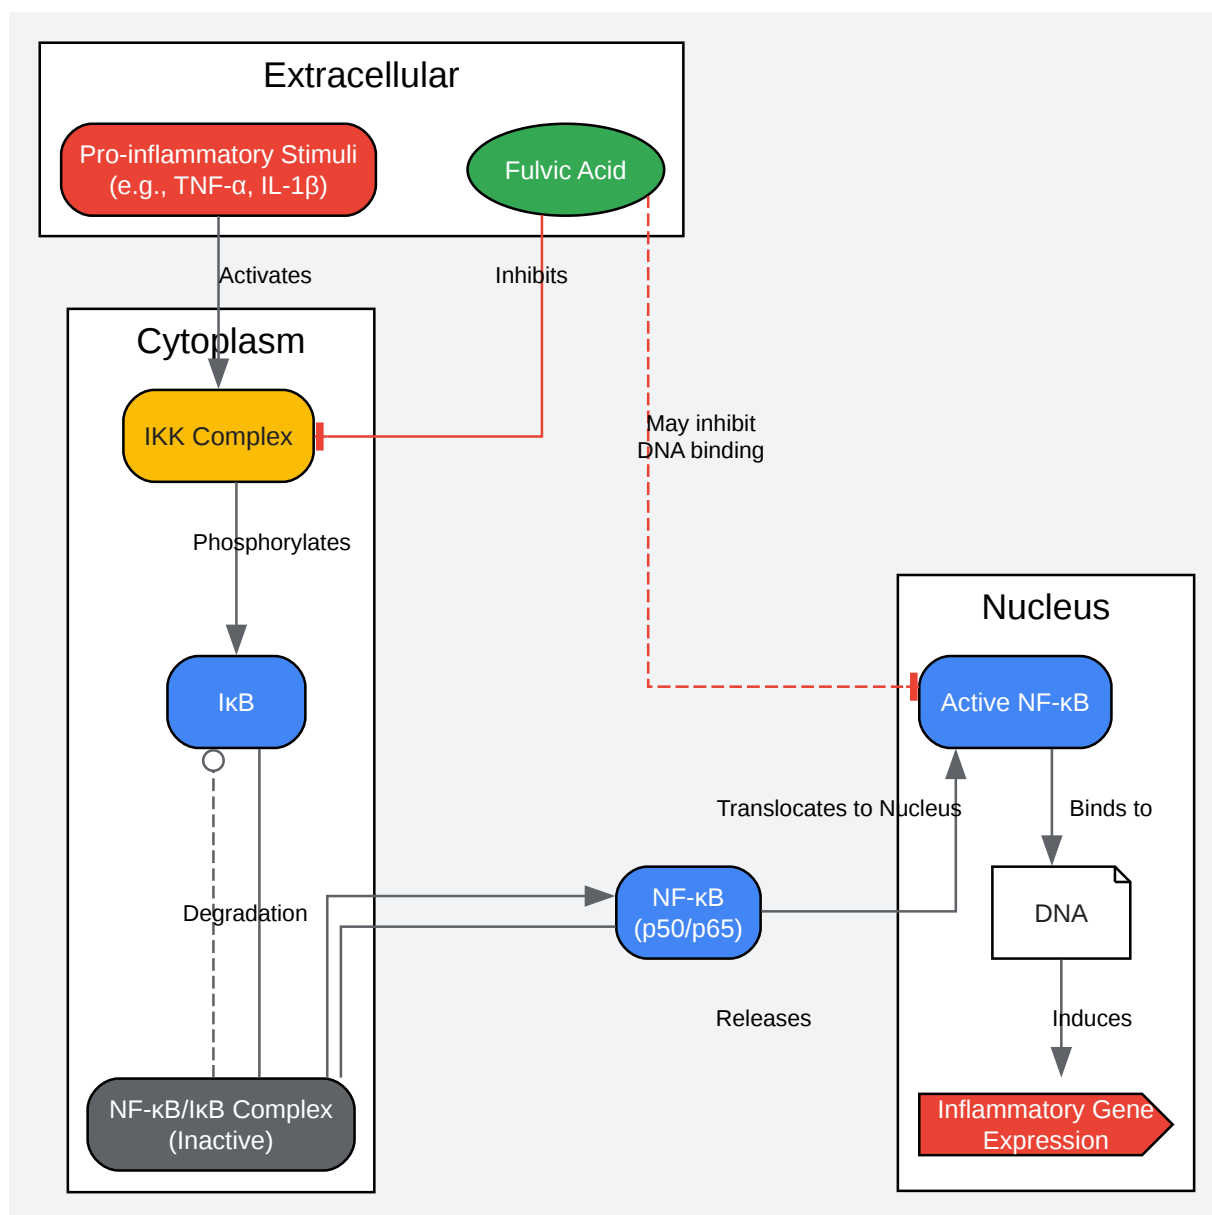 Extracellular
Pro-inflammatory Stimuli
(e.g., TNF-α, IL-1β)
Fulvic Acid
Activates
Inhibits
Cytoplasm
IKK Complex
May inhibit
DNA binding
Phosphorylates
Nucleus
IκB
Active NF-κB
Translocates to Nucleus
Binds to
NF-κB
(p50/p65)
DNA
Degradation
Releases
Induces
NF-κB/IκB Complex
(Inactive)
Inflammatory Gene
Expression